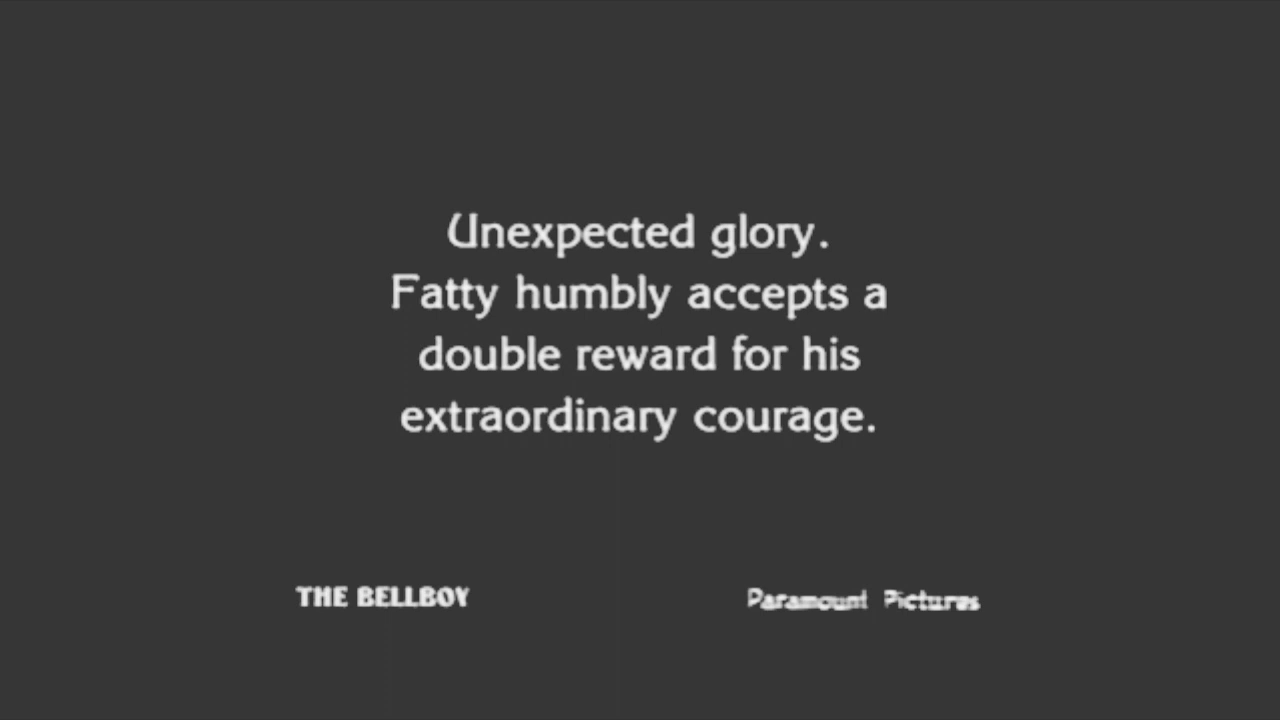 Unexpected glory.
Fatty humbly accepts a
double reward for his
extraordinary courage.
THE BELLBOY
Paramount Pictures